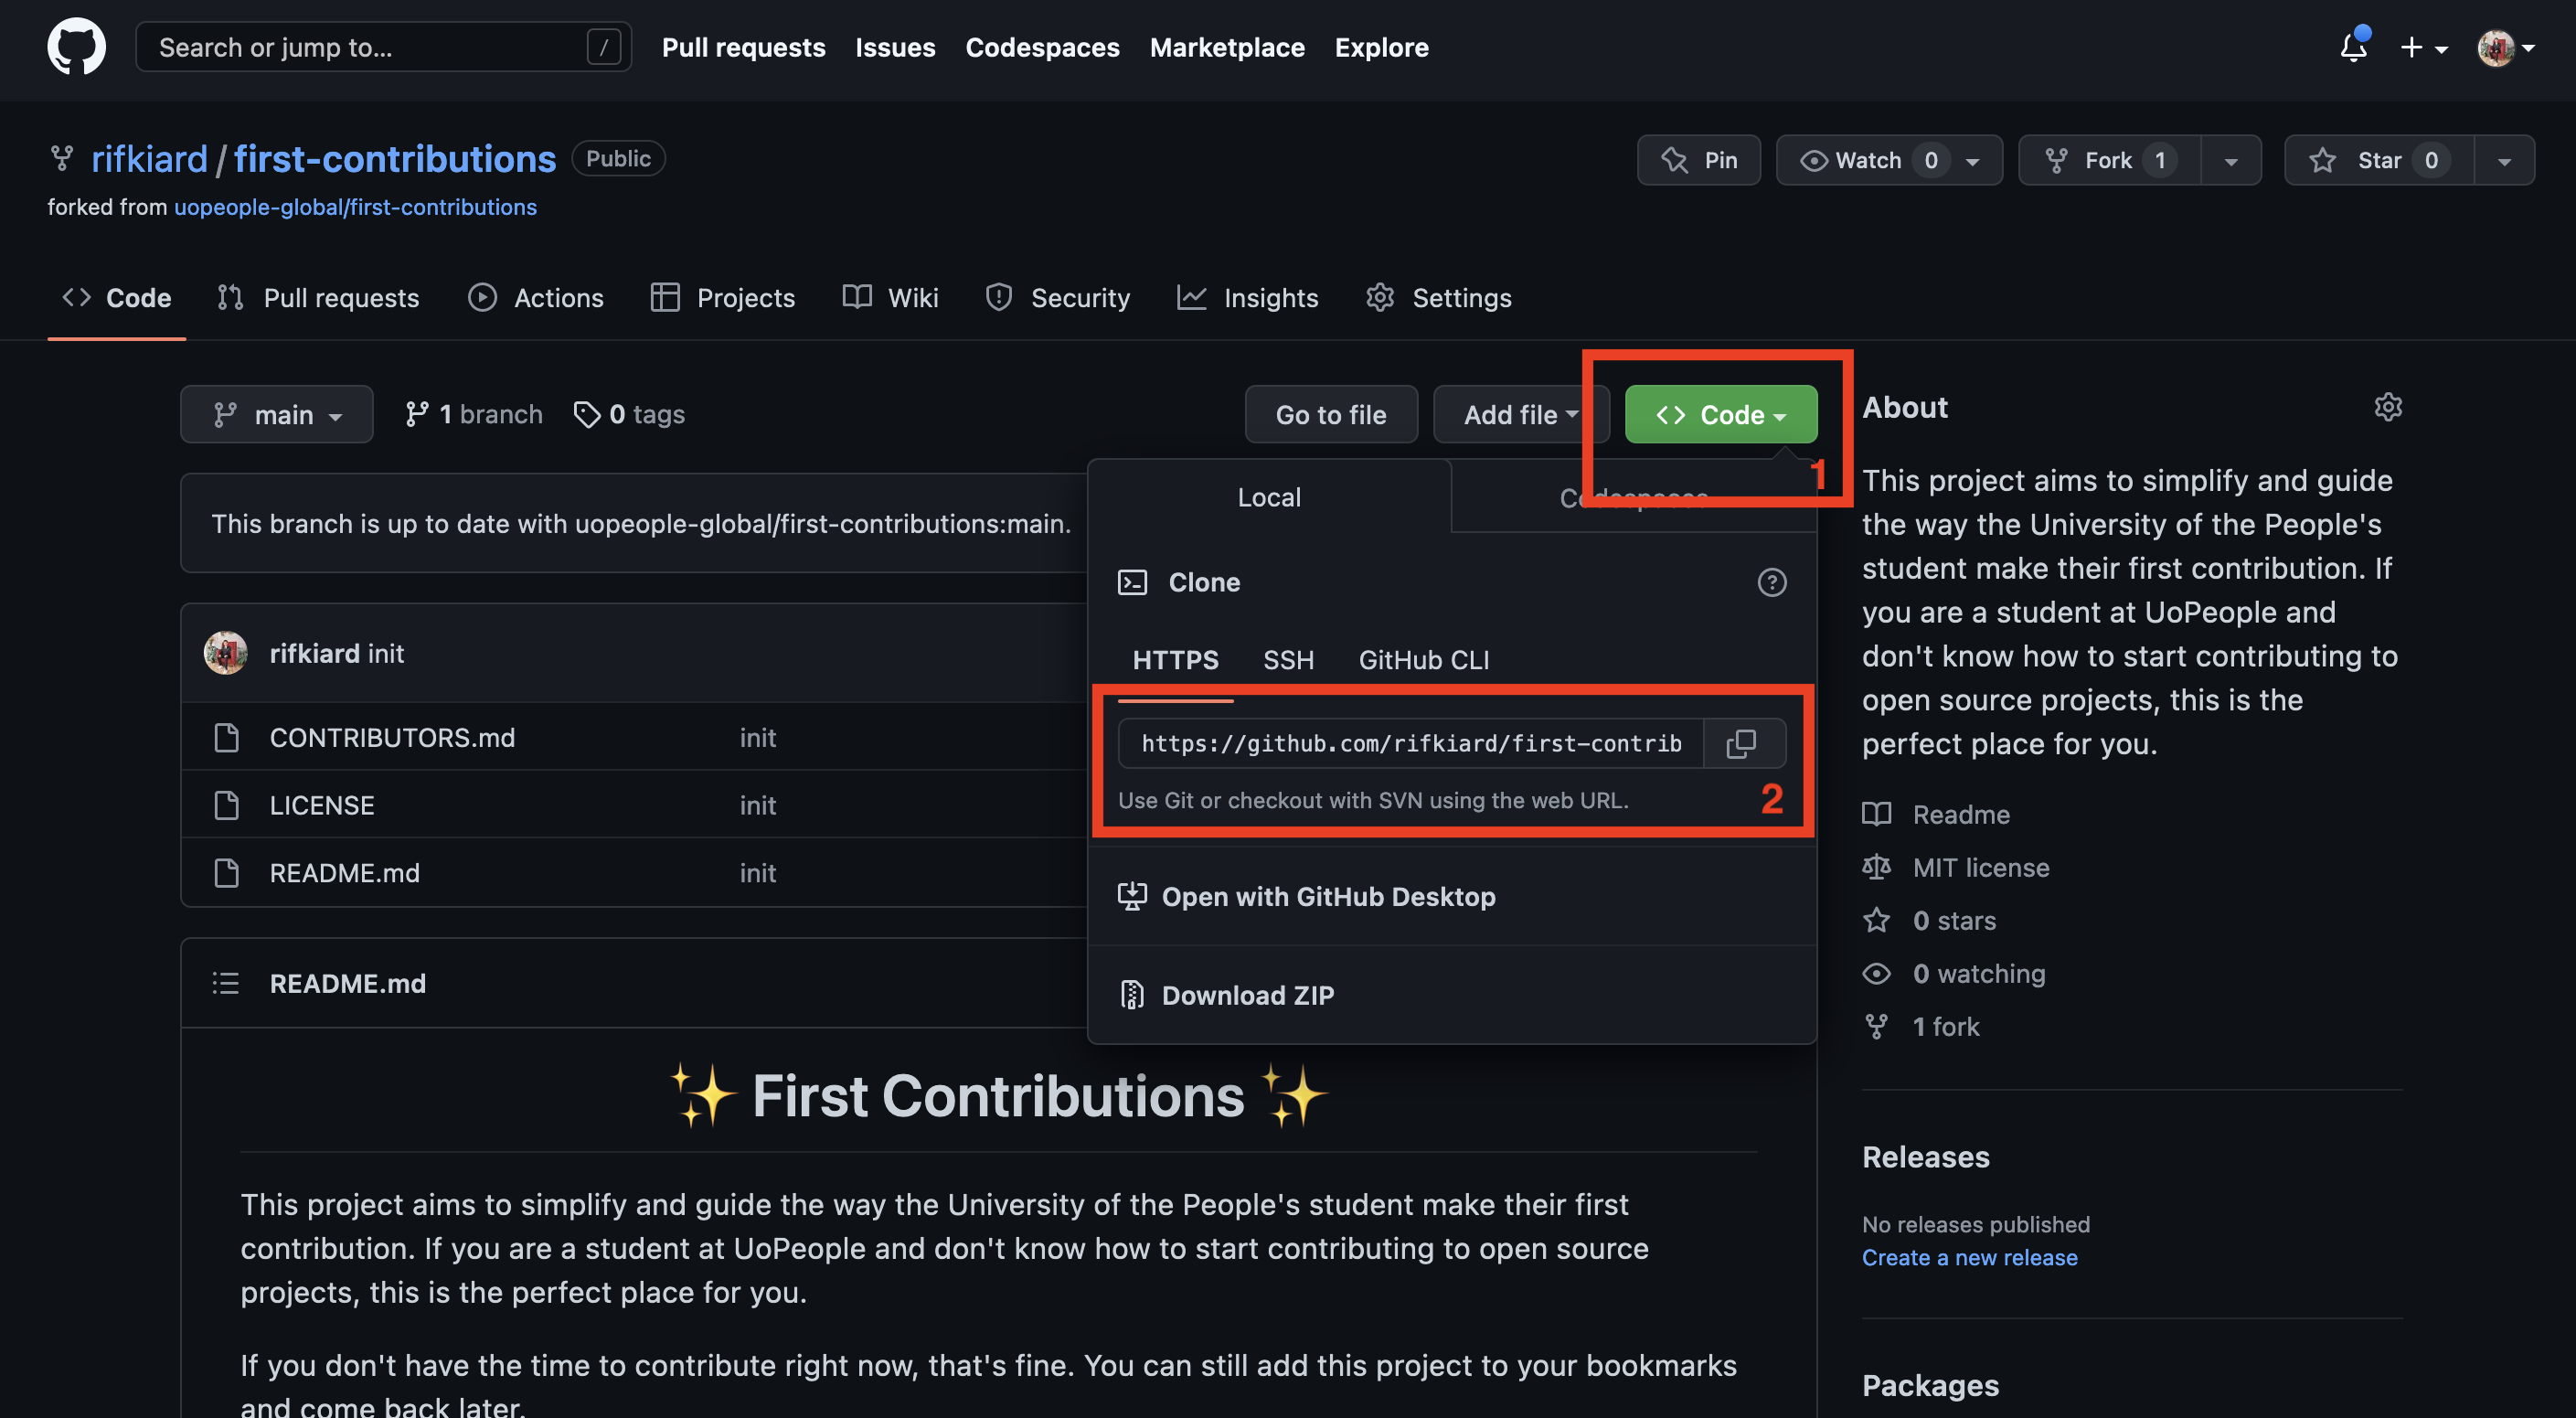 Search or jump to... / Pull requests Issues Codespaces Marketplace Explore
rifkiard / first-contributions Public
Pin Watch 0 Fork 1 Star 0
forked from uopeople-global/first-contributions
Code Pull requests Actions Projects Wiki Security Insights Settings
main 1 branch 0 tags Go to file Add file Code
1
Local Codespaces
This branch is up to date with uopeople-global/first-contributions:main.
Clone
rifkiard init
HTTPS SSH GitHub CLI
CONTRIBUTORS.md init
https://github.com/rifkiard/first-contrib
Use Git or checkout with SVN using the web URL. 2
LICENSE init
README.md init
Open with GitHub Desktop
Download ZIP
README.md
First Contributions
This project aims to simplify and guide the way the University of the People's student make their first
contribution. If you are a student at UoPeople and don't know how to start contributing to open source
projects, this is the perfect place for you.
If you don't have the time to contribute right now, that's fine. You can still add this project to your bookmarks
and come back later.
About
This project aims to simplify and guide
the way the University of the People's
student make their first contribution. If
you are a student at UoPeople and
don't know how to start contributing to
open source projects, this is the
perfect place for you.
Readme
MIT license
0 stars
0 watching
1 fork
Releases
No releases published
Create a new release
Packages